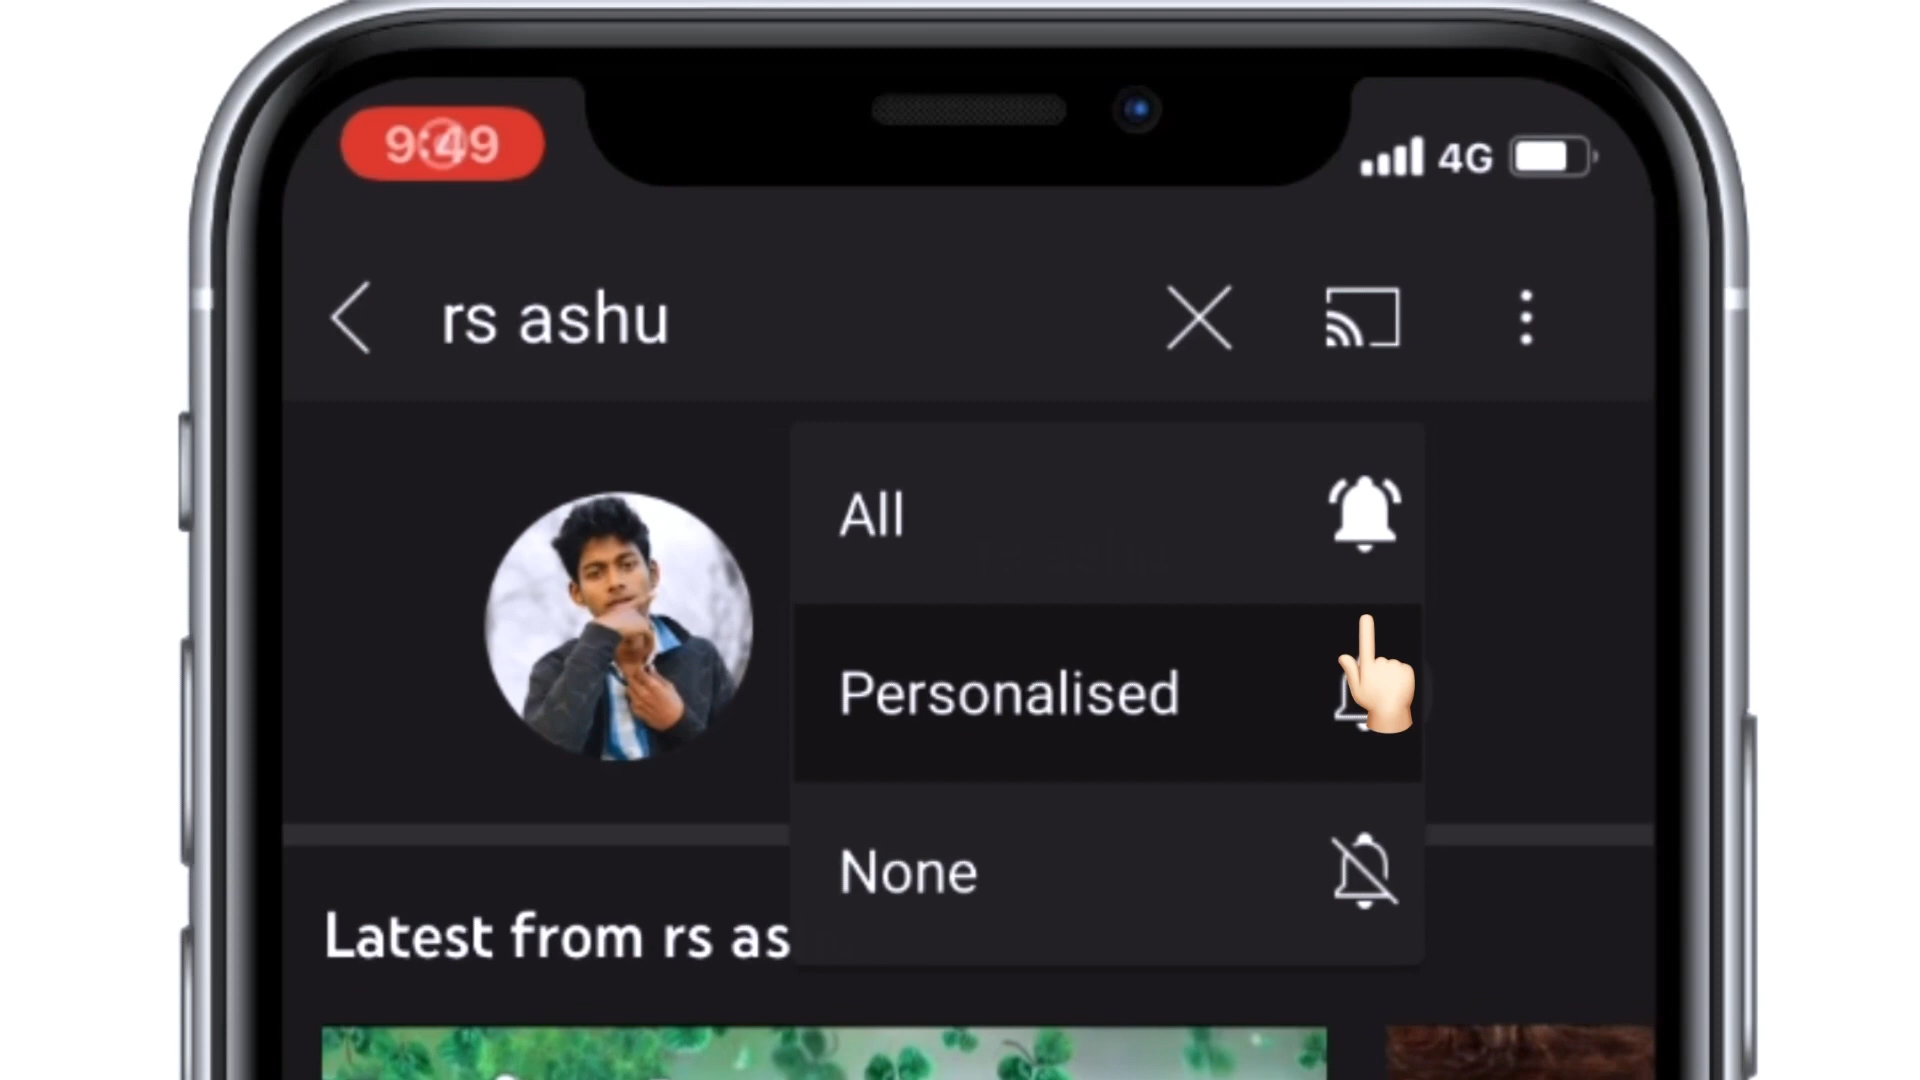 9:49
4G
rs ashu
All
Personalised
None
Latest from rs as